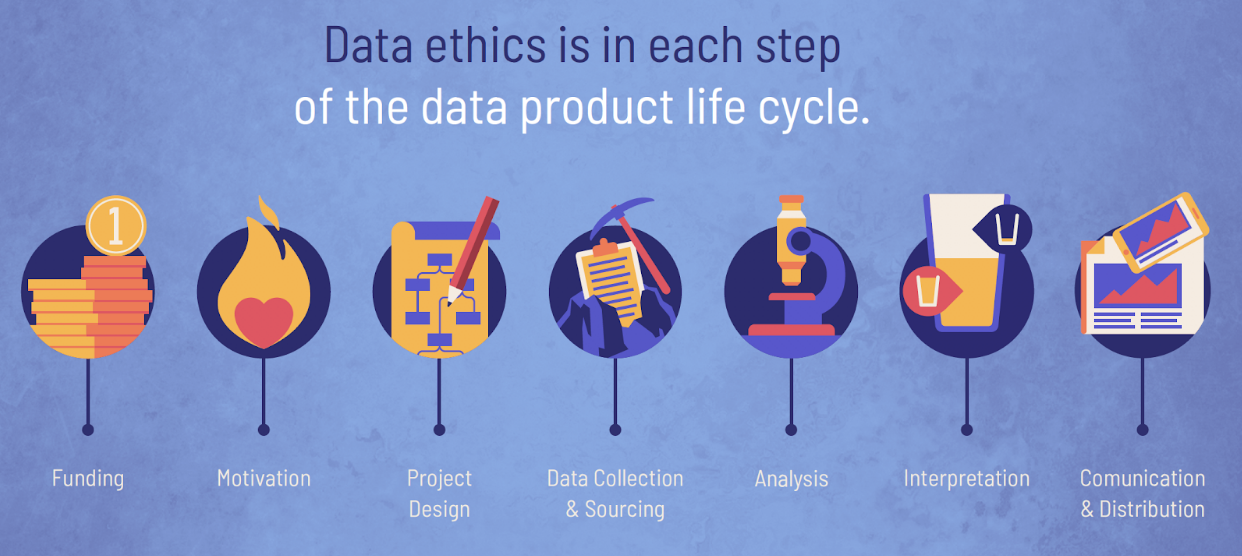 Data ethics is in each step
of the data product life cycle.
1
Funding
Motivation
Project
Design
Data Collection
& Sourcing
Analysis
Interpretation
Comunication
& Distribution